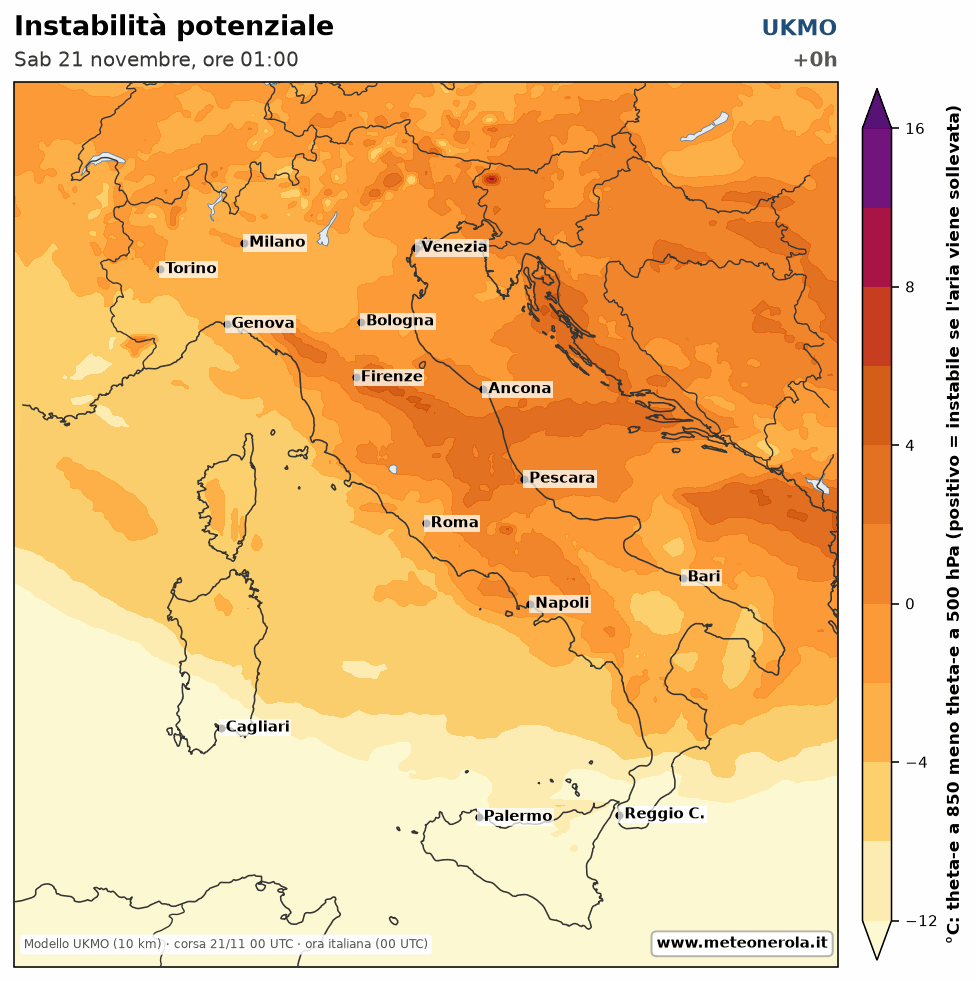 Instabilità potenziale
UKMO
Sab 21 novembre, ore 01:00
+0h
Milano
Venezia
Torino
Genova
Bologna
Firenze
Ancona
Pescara
Roma
Bari
Napoli
Cagliari
Palermo
Reggio C.
16
8
4
0
−4
−12
°C: theta-e a 850 meno theta-e a 500 hPa (positivo = instabile se l'aria viene sollevata)
Modello UKMO (10 km) · corsa 21/11 00 UTC · ora italiana (00 UTC)
www.meteonerola.it